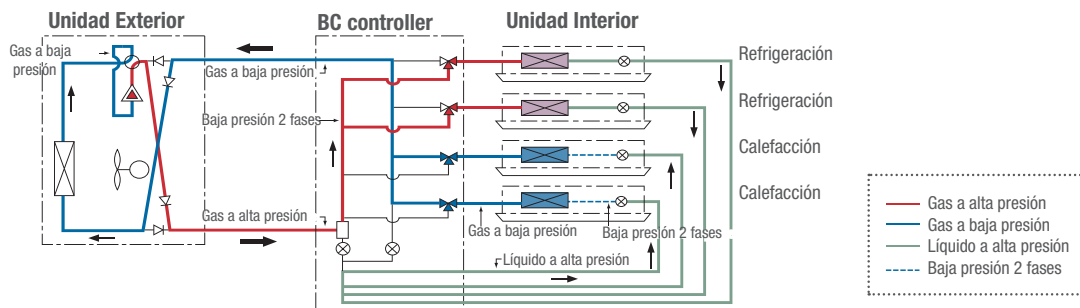 Unidad Exterior
BC controller
Unidad Interior
Gas a baja
presión
Gas a baja presión
Baja presión 2 fases
Gas a alta presión
Gas a baja presión
Baja presión 2 fases
Líquido a alta presión
Refrigeración
Refrigeración
Calefacción
Calefacción
Gas a alta presión
Gas a baja presión
Líquido a alta presión
Baja presión 2 fases